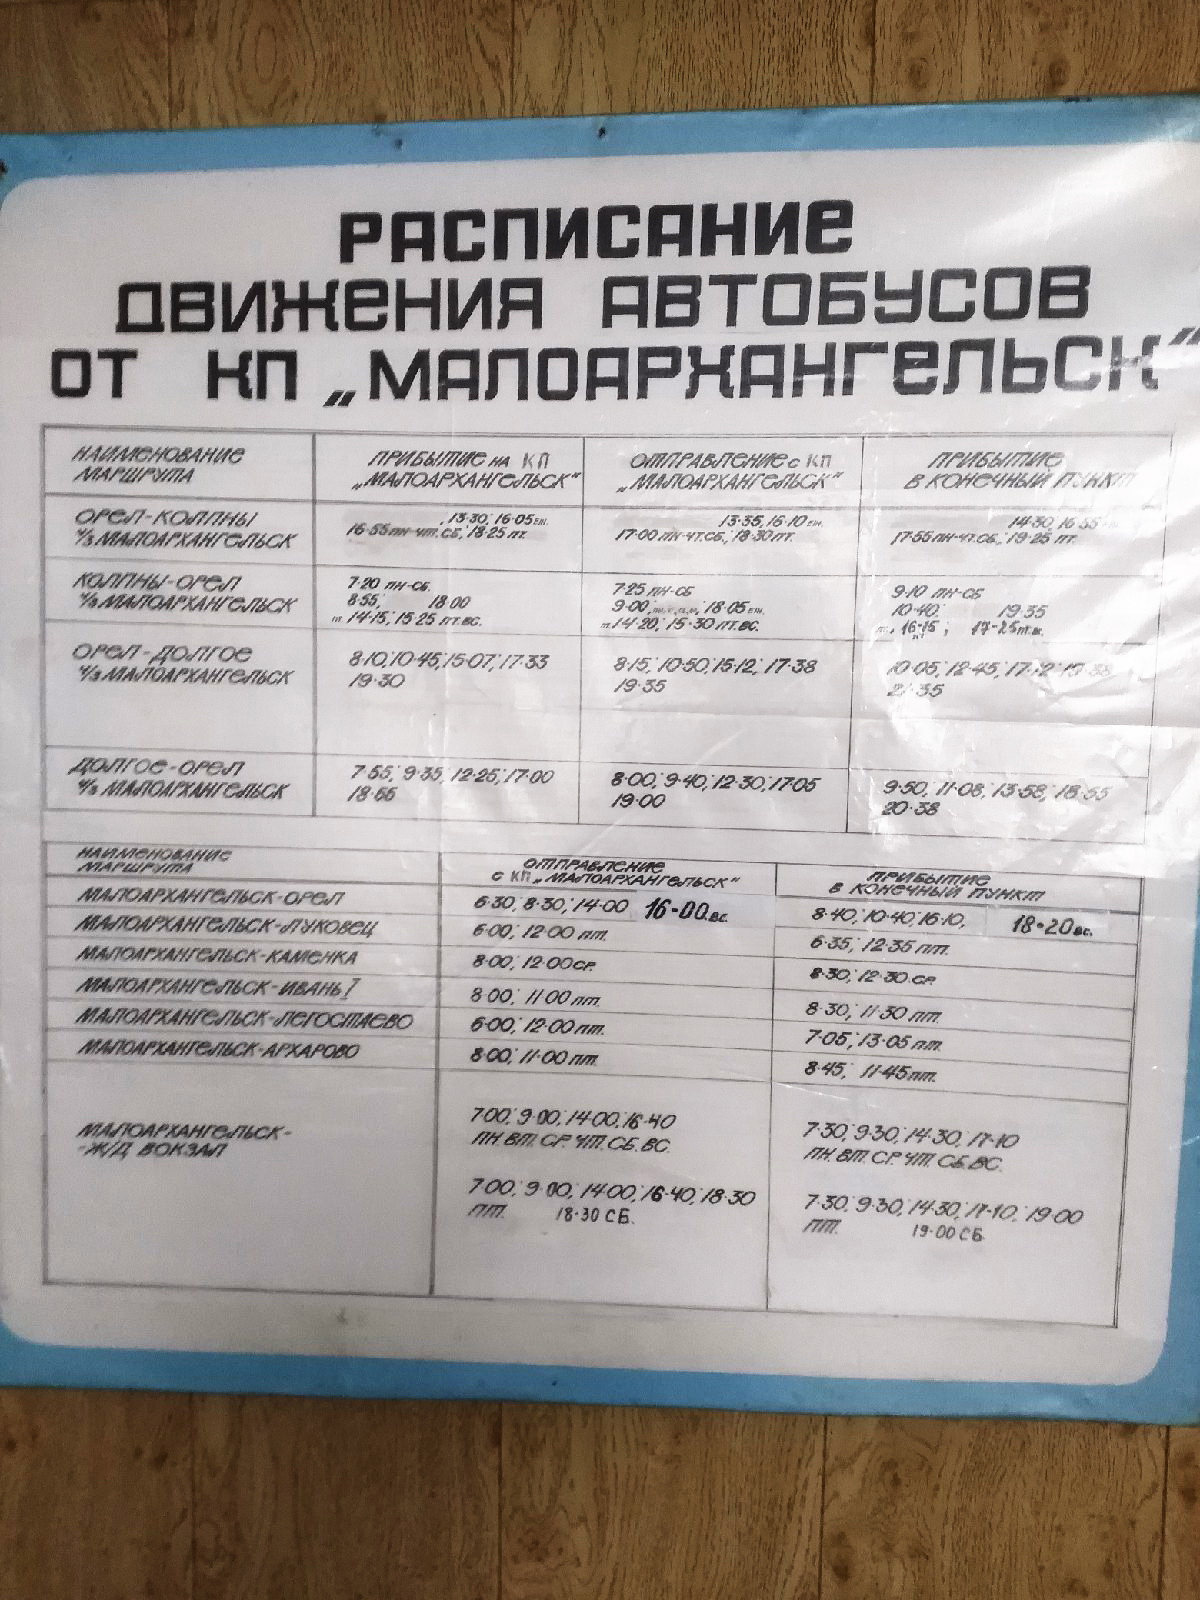 РАСПИСАНИЕ
ДВИЖЕНИЯ АВТОБУСОВ
ОТ КП „МАЛОАРХАНГЕЛЬСК"
НАИМЕНОВАНИЕ МАРШРУТА
ПРИБЫТИЕ НА КП „МАЛОАРХАНГЕЛЬСК"
ОТПРАВЛЕНИЕ С КП „МАЛОАРХАНГЕЛЬСК"
ПРИБЫТИЕ В КОНЕЧНЫЙ ПУНКТ
ОРЕЛ-КОЛПНЫ
Ч/З МАЛОАРХАНГЕЛЬСК
13-30, 16-05 ЕЖ.
16-55 ПН-ЧТ. СБ, 18-25 ПТ.
13-35, 16-10 ЕЖ.
17-00 ПН-ЧТ. СБ, 18-30 ПТ.
14-30, 16-55
17-55 ПН-ЧТ. СБ., 19-25 ПТ.
КОЛПНЫ-ОРЕЛ
Ч/З МАЛОАРХАНГЕЛЬСК
7-20 ПН-СБ.
8-55, 18 00
14-15, 15-25 ПТ. ВС.
7-25 ПН-СБ
9-00 18-05 ЕЖ.
14-20, 15-30 ПТ. ВС.
9-10 ПН-СБ
10-40. 19-35
16-15, 17-25
ОРЕЛ-ДОЛГОЕ
Ч/З МАЛОАРХАНГЕЛЬСК
8-10, 10-45, 15-07, 17-33
19-30
8-15, 10-50, 15-12, 17-38
19-35
10-05, 12-45, 17-12
21-35
ДОЛГОЕ-ОРЕЛ
Ч/З МАЛОАРХАНГЕЛЬСК
7-55, 9-35, 12-25, 17-00
18-55
8-00, 9-40, 12-30, 17-05
19-00
9-50, 11-08, 13-58, 18-55
20-38
НАИМЕНОВАНИЕ МАРШРУТА
ОТПРАВЛЕНИЕ С КП „МАЛОАРХАНГЕЛЬСК"
ПРИБЫТИЕ В КОНЕЧНЫЙ ПУНКТ
МАЛОАРХАНГЕЛЬСК-ОРЕЛ 6-30, 8-30, 14-00 16-00 ВС. 8-40, 10-40, 16-10, 18-20 ВС.
МАЛОАРХАНГЕЛЬСК-ЛУКОВЕЦ 6-00, 12-00 ПТ. 6-35, 12-35 ПТ.
МАЛОАРХАНГЕЛЬСК-КАМЕНКА 8-00, 12-00 СР. 8-30, 12-30 СР.
МАЛОАРХАНГЕЛЬСК-ИВАНЬ I 8-00, 11-00 ПТ. 8-30, 11-30 ПТ.
МАЛОАРХАНГЕЛЬСК-ЛЕГОСТАЕВО 6-00, 12-00 ПТ. 7-05, 13-05 ПТ.
МАЛОАРХАНГЕЛЬСК-АРХАРОВО 8-00, 11-00 ПТ. 8-45, 11-45 ПТ.
МАЛОАРХАНГЕЛЬСК-
-Ж/Д ВОКЗАЛ
7-00, 9-00, 14-00, 16-40
ПН. ВТ. СР. ЧТ. СБ. ВС.
7-00, 9-00, 14-00, 16-40, 18-30
ПТ. 18-30 СБ.
7-30, 9-30, 14-30, 17-10
ПН. ВТ. СР. ЧТ. СБ. ВС.
7-30, 9-30, 14-30, 17-10, 19-00
ПТ. 19-00 СБ.